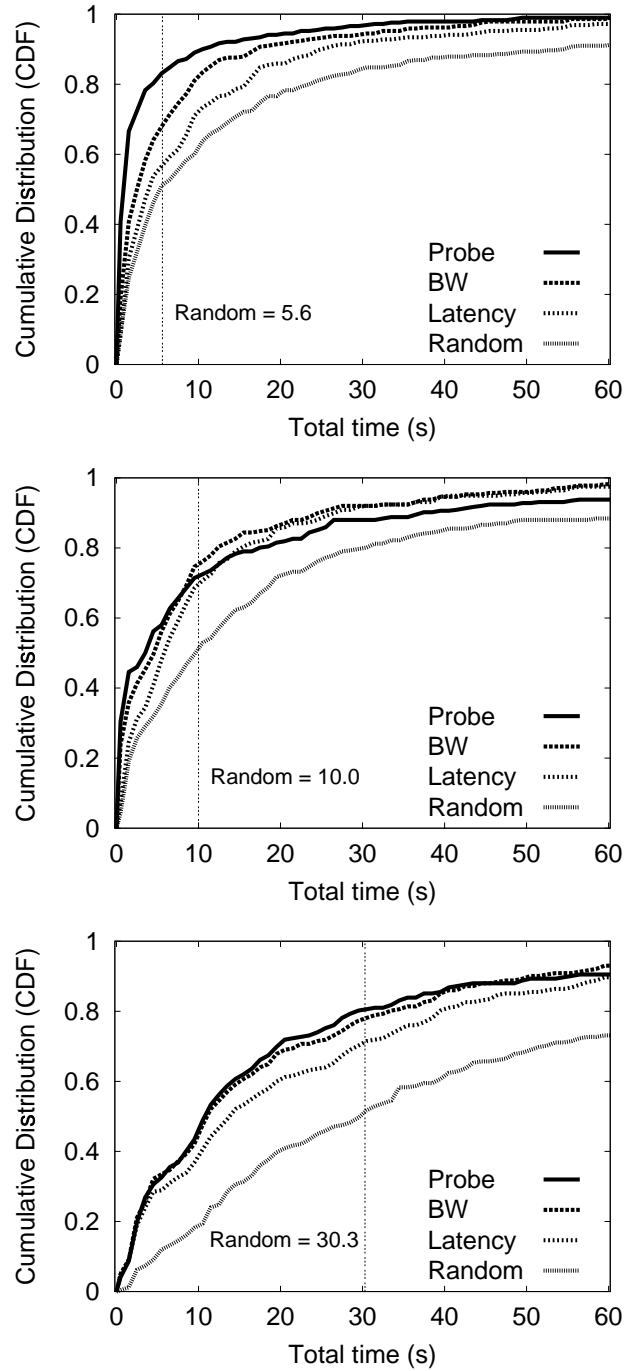 Cumulative Distribution (CDF)
1
0.8
0.6
0.4
0.2
0
Random = 5.6
Probe
BW
Latency
Random
0 10 20 30 40 50 60
Total time (s)
Cumulative Distribution (CDF)
1
0.8
0.6
0.4
0.2
0
Random = 10.0
Probe
BW
Latency
Random
0 10 20 30 40 50 60
Total time (s)
Cumulative Distribution (CDF)
1
0.8
0.6
0.4
0.2
0
Random = 30.3
Probe
BW
Latency
Random
0 10 20 30 40 50 60
Total time (s)